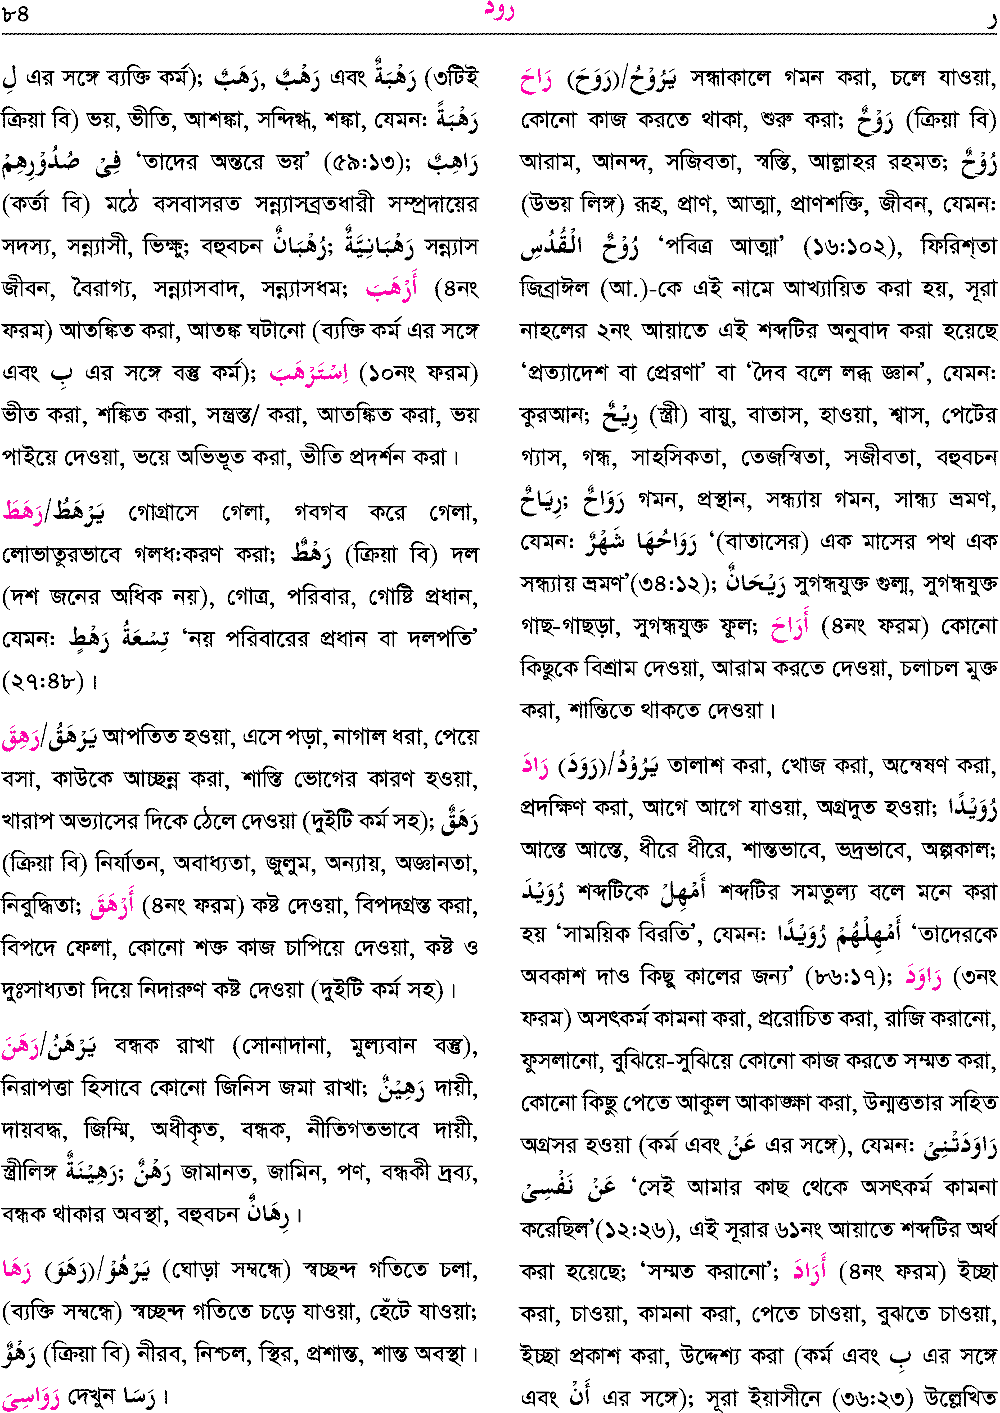 ৮৪ رود ر
لِ এর সঙ্গে ব্যক্তি কর্ম); رَهَبٌ, رَهْبٌ এবং رَهْبَةٌ (৩টিই
ক্রিয়া বি) ভয়, ভীতি, আশঙ্কা, সন্দিগ্ধ, শঙ্কা, যেমন: رَهْبَةً
فِيْ صُدُوْرِهِمْ ‘তাদের অন্তরে ভয়’ (৫৯:১৩); رَاهِبٌ
(কর্তা বি) মঠে বসবাসরত সন্ন্যাসব্রতধারী সম্প্রদায়ের
সদস্য, সন্ন্যাসী, ভিক্ষু; বহুবচন رُهْبَانٌ; رَهْبَانِيَّةٌ সন্ন্যাস
জীবন, বৈরাগ্য, সন্ন্যাসবাদ, সন্ন্যাসধম; أَرْهَبَ (৪নং
ফরম) আতঙ্কিত করা, আতঙ্ক ঘটানো (ব্যক্তি কর্ম এর সঙ্গে
এবং بِ এর সঙ্গে বস্তু কর্ম); اِسْتَرْهَبَ (১০নং ফরম)
ভীত করা, শঙ্কিত করা, সন্ত্রস্ত/ করা, আতঙ্কিত করা, ভয়
পাইয়ে দেওয়া, ভয়ে অভিভূত করা, ভীতি প্রদর্শন করা।
رَهَطَ/يَرْهَطُ গোগ্রাসে গেলা, গবগব করে গেলা,
লোভাতুরভাবে গলধ:করণ করা; رَهْطٌ (ক্রিয়া বি) দল
(দশ জনের অধিক নয়), গোত্র, পরিবার, গোষ্টি প্রধান,
যেমন: تِسْعَةُ رَهْطٍ ‘নয় পরিবারের প্রধান বা দলপতি’
(২৭:৪৮)।
رَهِقَ/يَرْهَقُ আপতিত হওয়া, এসে পড়া, নাগাল ধরা, পেয়ে
বসা, কাউকে আচ্ছন্ন করা, শাস্তি ভোগের কারণ হওয়া,
খারাপ অভ্যাসের দিকে ঠেলে দেওয়া (দুইটি কর্ম সহ); رَهَقٌ
(ক্রিয়া বি) নির্যাতন, অবাধ্যতা, জুলুম, অন্যায়, অজ্ঞানতা,
নিবুদ্ধিতা; أَرْهَقَ (৪নং ফরম) কষ্ট দেওয়া, বিপদগ্রস্ত করা,
বিপদে ফেলা, কোনো শক্ত কাজ চাপিয়ে দেওয়া, কষ্ট ও
দুঃসাধ্যতা দিয়ে নিদারুণ কষ্ট দেওয়া (দুইটি কর্ম সহ)।
رَهَنَ/يَرْهَنُ বন্ধক রাখা (সোনাদানা, মুল্যবান বস্তু),
নিরাপত্তা হিসাবে কোনো জিনিস জমা রাখা; رَهِيْنٌ দায়ী,
দায়বদ্ধ, জিম্মি, অধীকৃত, বন্ধক, নীতিগতভাবে দায়ী,
স্ত্রীলিঙ্গ رَهِيْنَةٌ; رَهْنٌ জামানত, জামিন, পণ, বন্ধকী দ্রব্য,
বন্ধক থাকার অবস্থা, বহুবচন رِهَانٌ।
رَهَا (رَهَوَ)/يَرْهُوْ (ঘোড়া সম্বন্ধে) স্বচ্ছন্দ গতিতে চলা,
(ব্যক্তি সম্বন্ধে) স্বচ্ছন্দ গতিতে চড়ে যাওয়া, হেঁটে যাওয়া;
رَهْوٌ (ক্রিয়া বি) নীরব, নিশ্চল, স্থির, প্রশান্ত, শান্ত অবস্থা।
رَوَاسِيَ দেখুন رَسَا।
رَاحَ (رَوَحَ)/يَرُوْحُ সন্ধাকালে গমন করা, চলে যাওয়া,
কোনো কাজ করতে থাকা, শুরু করা; رَوْحٌ (ক্রিয়া বি)
আরাম, আনন্দ, সজিবতা, স্বস্তি, আল্লাহর রহমত; رُوْحٌ
(উভয় লিঙ্গ) রূহ, প্রাণ, আত্মা, প্রাণশক্তি, জীবন, যেমন:
رُوْحُ الْقُدُسِ ‘পবিত্র আত্মা’ (১৬:১০২), ফিরিশ্তা
জিব্রাঈল (আ.)-কে এই নামে আখ্যায়িত করা হয়, সূরা
নাহলের ২নং আয়াতে এই শব্দটির অনুবাদ করা হয়েছে
‘প্রত্যাদেশ বা প্রেরণা’ বা ‘দৈব বলে লব্ধ জ্ঞান’, যেমন:
কুরআন; رِيْحٌ (স্ত্রী) বায়ু, বাতাস, হাওয়া, শ্বাস, পেটের
গ্যাস, গন্ধ, সাহসিকতা, তেজস্বিতা, সজীবতা, বহুবচন
رِيَاحٌ; رَوَاحٌ গমন, প্রস্থান, সন্ধ্যায় গমন, সান্ধ্য ভ্রমণ,
যেমন: رَوَاحُهَا شَهْرٌ ‘(বাতাসের) এক মাসের পথ এক
সন্ধ্যায় ভ্রমণ’(৩৪:১২); رَيْحَانٌ সুগন্ধযুক্ত গুল্ম, সুগন্ধযুক্ত
গাছ-গাছড়া, সুগন্ধযুক্ত ফুল; أَرَاحَ (৪নং ফরম) কোনো
কিছুকে বিশ্রাম দেওয়া, আরাম করতে দেওয়া, চলাচল মুক্ত
করা, শান্তিতে থাকতে দেওয়া।
رَادَ (رَوَدَ)/يَرُوْدُ তালাশ করা, খোজ করা, অন্বেষণ করা,
প্রদক্ষিণ করা, আগে আগে যাওয়া, অগ্রদুত হওয়া; رُوَيْدًا
আস্তে আস্তে, ধীরে ধীরে, শান্তভাবে, ভদ্রভাবে, অল্পকাল;
رُوَيْدَ শব্দটিকে أَمْهِلْ শব্দটির সমতুল্য বলে মনে করা
হয় ‘সাময়িক বিরতি’, যেমন: أَمْهِلْهُمْ رُوَيْدًا ‘তাদেরকে
অবকাশ দাও কিছু কালের জন্য’ (৮৬:১৭); رَاوَدَ (৩নং
ফরম) অসৎকর্ম কামনা করা, প্ররোচিত করা, রাজি করানো,
ফুসলানো, বুঝিয়ে-সুঝিয়ে কোনো কাজ করতে সম্মত করা,
কোনো কিছু পেতে আকুল আকাঙ্ক্ষা করা, উন্মত্ততার সহিত
অগ্রসর হওয়া (কর্ম এবং عَنْ এর সঙ্গে), যেমন: رَاوَدَتْنِيْ
عَنْ نَفْسِيْ ‘সেই আমার কাছ থেকে অসৎকর্ম কামনা
করেছিল’(১২:২৬), এই সূরার ৬১নং আয়াতে শব্দটির অর্থ
করা হয়েছে; ‘সম্মত করানো’; أَرَادَ (৪নং ফরম) ইচ্ছা
করা, চাওয়া, কামনা করা, পেতে চাওয়া, বুঝতে চাওয়া,
ইচ্ছা প্রকাশ করা, উদ্দেশ্য করা (কর্ম এবং بِ এর সঙ্গে
এবং أَنْ এর সঙ্গে); সূরা ইয়াসীনে (৩৬:২৩) উল্লেখিত